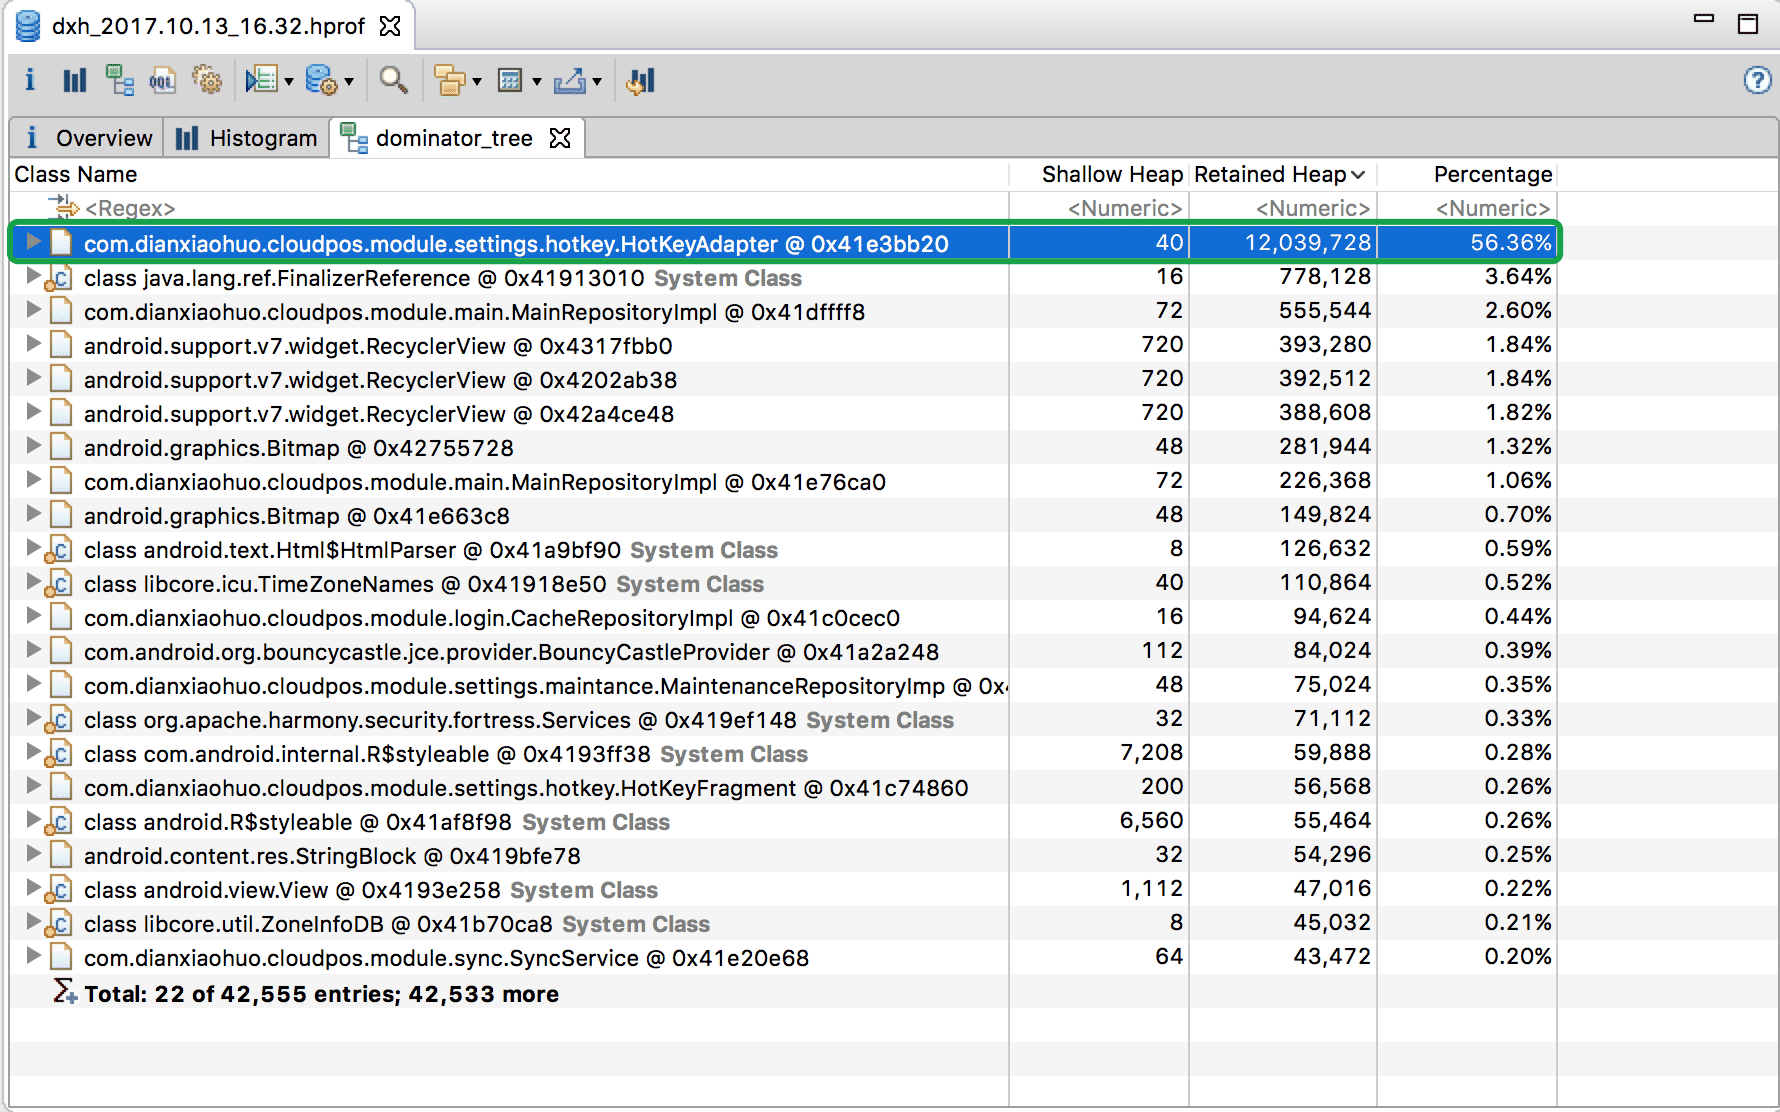 dxh_2017.10.13_16.32.hprof
i OQL ?
i Overview Histogram dominator_tree
Class Name Shallow Heap Retained Heap Percentage
<Regex> <Numeric> <Numeric> <Numeric>
com.dianxiaohuo.cloudpos.module.settings.hotkey.HotKeyAdapter @ 0x41e3bb20 40 12,039,728 56.36%
class java.lang.ref.FinalizerReference @ 0x41913010 System Class 16 778,128 3.64%
com.dianxiaohuo.cloudpos.module.main.MainRepositoryImpl @ 0x41dffff8 72 555,544 2.60%
android.support.v7.widget.RecyclerView @ 0x4317fbb0 720 393,280 1.84%
android.support.v7.widget.RecyclerView @ 0x4202ab38 720 392,512 1.84%
android.support.v7.widget.RecyclerView @ 0x42a4ce48 720 388,608 1.82%
android.graphics.Bitmap @ 0x42755728 48 281,944 1.32%
com.dianxiaohuo.cloudpos.module.main.MainRepositoryImpl @ 0x41e76ca0 72 226,368 1.06%
android.graphics.Bitmap @ 0x41e663c8 48 149,824 0.70%
class android.text.Html$HtmlParser @ 0x41a9bf90 System Class 8 126,632 0.59%
class libcore.icu.TimeZoneNames @ 0x41918e50 System Class 40 110,864 0.52%
com.dianxiaohuo.cloudpos.module.login.CacheRepositoryImpl @ 0x41c0cec0 16 94,624 0.44%
com.android.org.bouncycastle.jce.provider.BouncyCastleProvider @ 0x41a2a248 112 84,024 0.39%
com.dianxiaohuo.cloudpos.module.settings.maintance.MaintenanceRepositoryImp @ 0x4 48 75,024 0.35%
class org.apache.harmony.security.fortress.Services @ 0x419ef148 System Class 32 71,112 0.33%
class com.android.internal.R$styleable @ 0x4193ff38 System Class 7,208 59,888 0.28%
com.dianxiaohuo.cloudpos.module.settings.hotkey.HotKeyFragment @ 0x41c74860 200 56,568 0.26%
class android.R$styleable @ 0x41af8f98 System Class 6,560 55,464 0.26%
android.content.res.StringBlock @ 0x419bfe78 32 54,296 0.25%
class android.view.View @ 0x4193e258 System Class 1,112 47,016 0.22%
class libcore.util.ZoneInfoDB @ 0x41b70ca8 System Class 8 45,032 0.21%
com.dianxiaohuo.cloudpos.module.sync.SyncService @ 0x41e20e68 64 43,472 0.20%
Total: 22 of 42,555 entries; 42,533 more